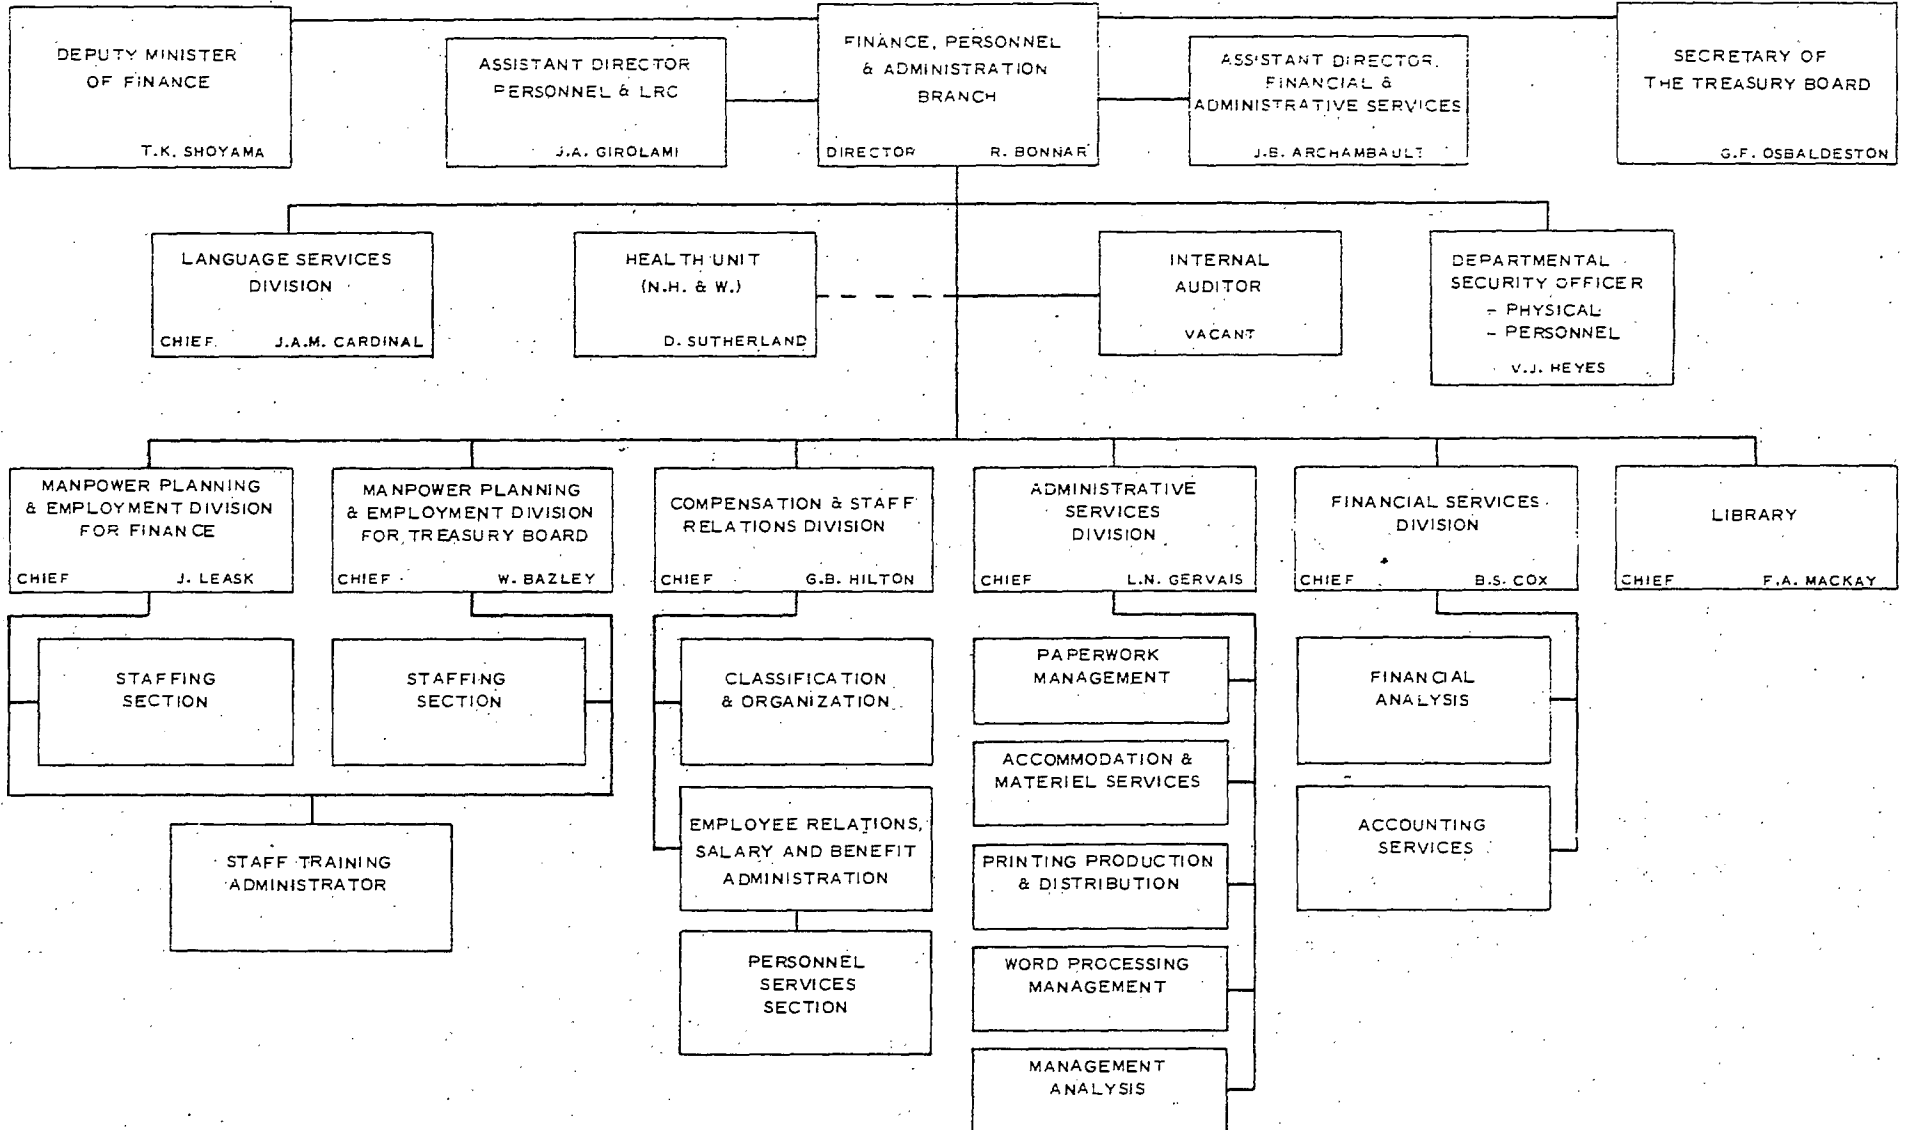 DEPUTY MINISTER
OF FINANCE
T.K. SHOYAMA
ASSISTANT DIRECTOR
PERSONNEL & LRC
J.A. GIROLAMI
FINANCE, PERSONNEL
& ADMINISTRATION
BRANCH
DIRECTOR R. BONNAR
ASSISTANT DIRECTOR,
FINANCIAL &
ADMINISTRATIVE SERVICES
J.B. ARCHAMBAULT
SECRETARY OF
THE TREASURY BOARD
G.F. OSBALDESTON
LANGUAGE SERVICES
DIVISION
CHIEF J.A.M. CARDINAL
HEALTH UNIT
(N.H. & W.)
D. SUTHERLAND
INTERNAL
AUDITOR
VACANT
DEPARTMENTAL
SECURITY OFFICER
- PHYSICAL
- PERSONNEL
V.J. HEYES
MANPOWER PLANNING
& EMPLOYMENT DIVISION
FOR FINANCE
CHIEF J. LEASK
MANPOWER PLANNING
& EMPLOYMENT DIVISION
FOR TREASURY BOARD
CHIEF W. BAZLEY
COMPENSATION & STAFF
RELATIONS DIVISION
CHIEF G.B. HILTON
ADMINISTRATIVE
SERVICES
DIVISION
CHIEF L.N. GERVAIS
FINANCIAL SERVICES
DIVISION
CHIEF B.S. COX
LIBRARY
CHIEF F.A. MACKAY
STAFFING
SECTION
STAFFING
SECTION
STAFF TRAINING
ADMINISTRATOR
CLASSIFICATION
& ORGANIZATION
EMPLOYEE RELATIONS,
SALARY AND BENEFIT
ADMINISTRATION
PERSONNEL
SERVICES
SECTION
PAPERWORK
MANAGEMENT
ACCOMMODATION &
MATERIEL SERVICES
PRINTING PRODUCTION
& DISTRIBUTION
WORD PROCESSING
MANAGEMENT
MANAGEMENT
ANALYSIS
FINANCIAL
ANALYSIS
ACCOUNTING
SERVICES